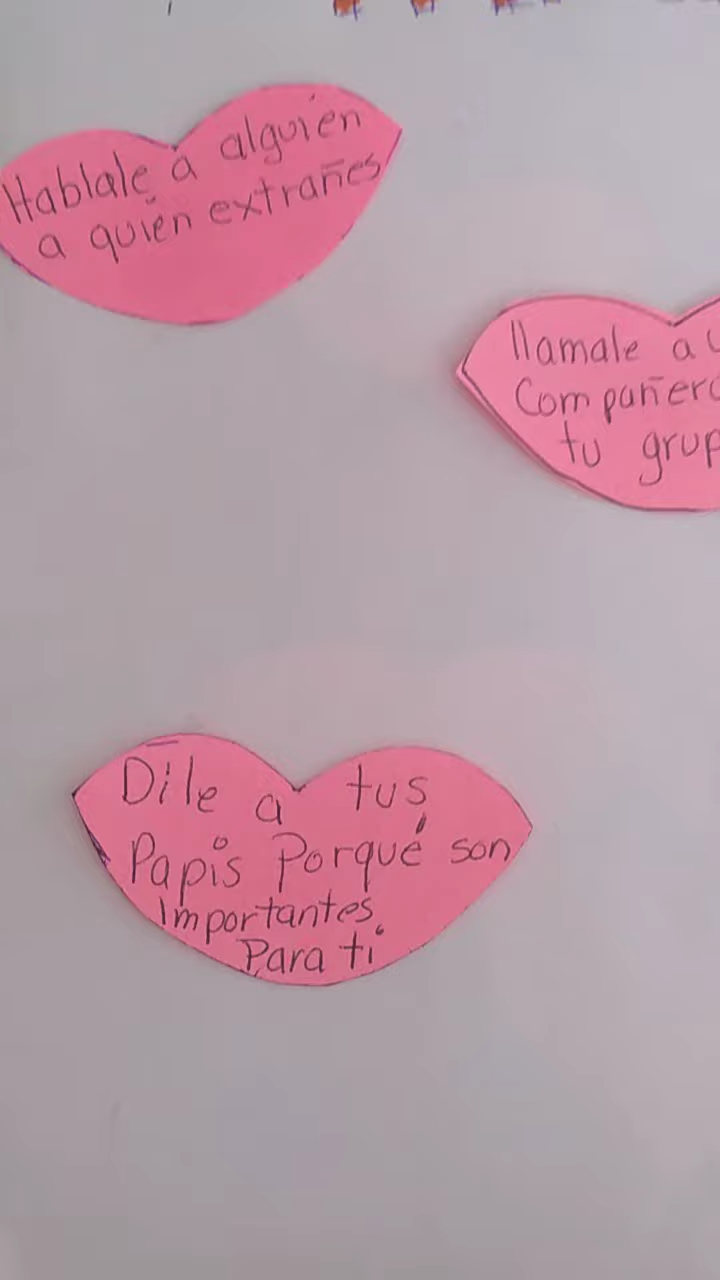 Hablale a alguien
a quien extrañes
llamale a
Compañer
tu grup
Dile a tus
Papis Porqué son
Importantes
Para ti